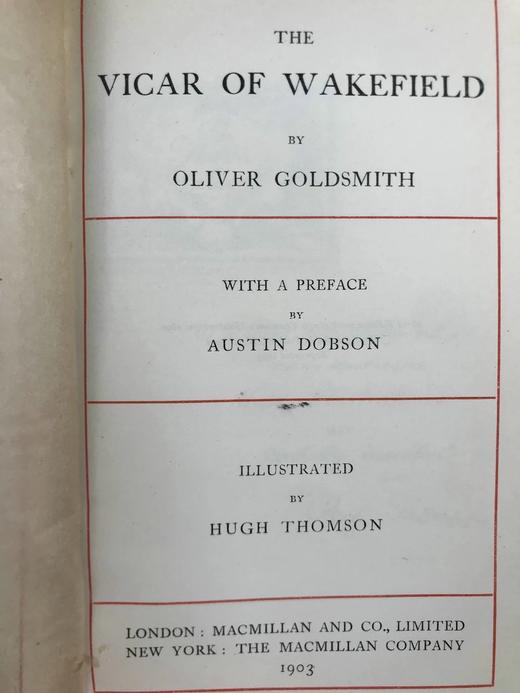 THE
VICAR OF WAKEFIELD
BY
OLIVER GOLDSMITH
WITH A PREFACE
BY
AUSTIN DOBSON
ILLUSTRATED
BY
HUGH THOMSON
LONDON: MACMILLAN AND CO., LIMITED
NEW YORK: THE MACMILLAN COMPANY
1903